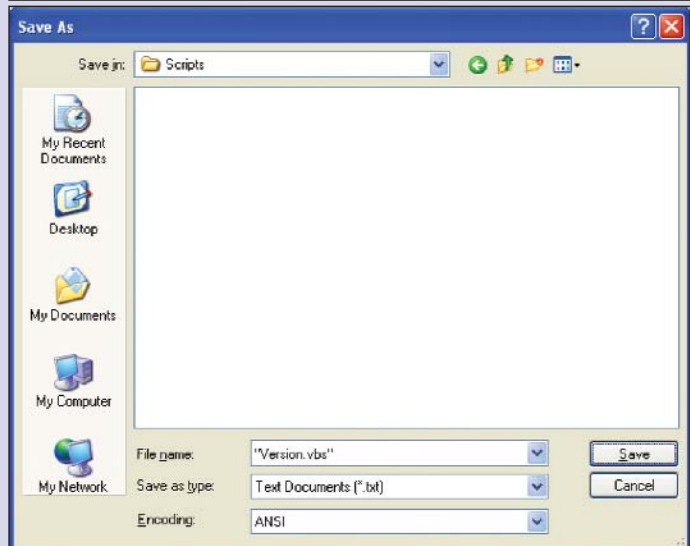 Save As
Save in: Scripts
My Recent
Documents
Desktop
My Documents
My Computer
My Network
File name: "Version.vbs" Save
Save as type: Text Documents (*.txt) Cancel
Encoding: ANSI